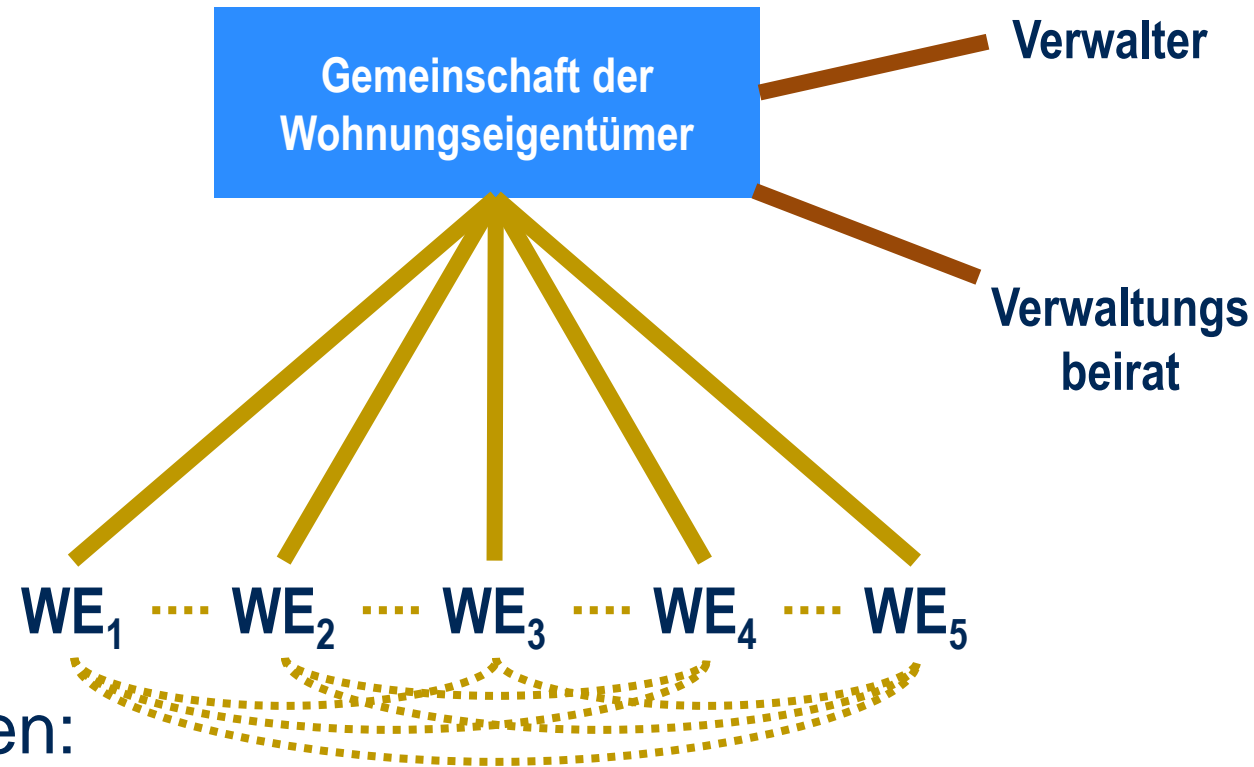 Gemeinschaft der
Wohnungseigentümer
Verwalter
Verwaltungs
beirat
WE₁ WE₂ WE₃ WE₄ WE₅
en: